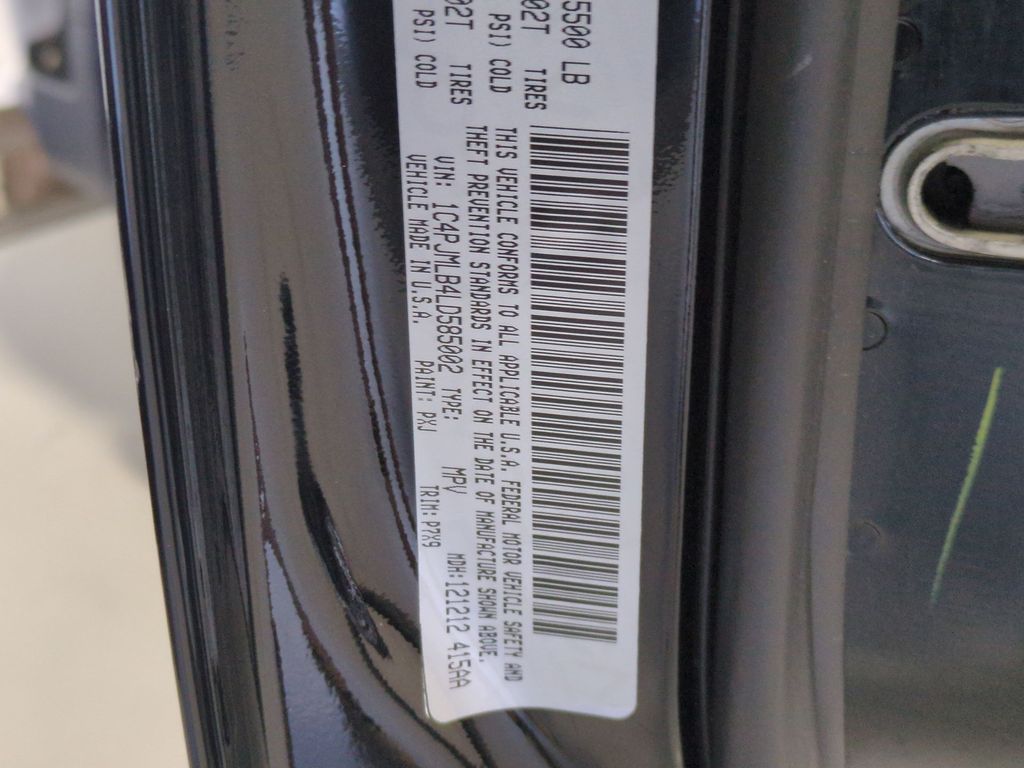 5500 LB
02T TIRES
PSI) COLD
02T TIRES
PSI) COLD
THIS VEHICLE CONFORMS TO ALL APPLICABLE U.S.A. FEDERAL MOTOR VEHICLE SAFETY AND
THEFT PREVENTION STANDARDS IN EFFECT ON THE DATE OF MANUFACTURE SHOWN ABOVE.
VIN: 1C4PJMLB4LD585002 TYPE: MPV MDH:121212 415AA
VEHICLE MADE IN U.S.A. PAINT: PXJ TRIM:P7X9